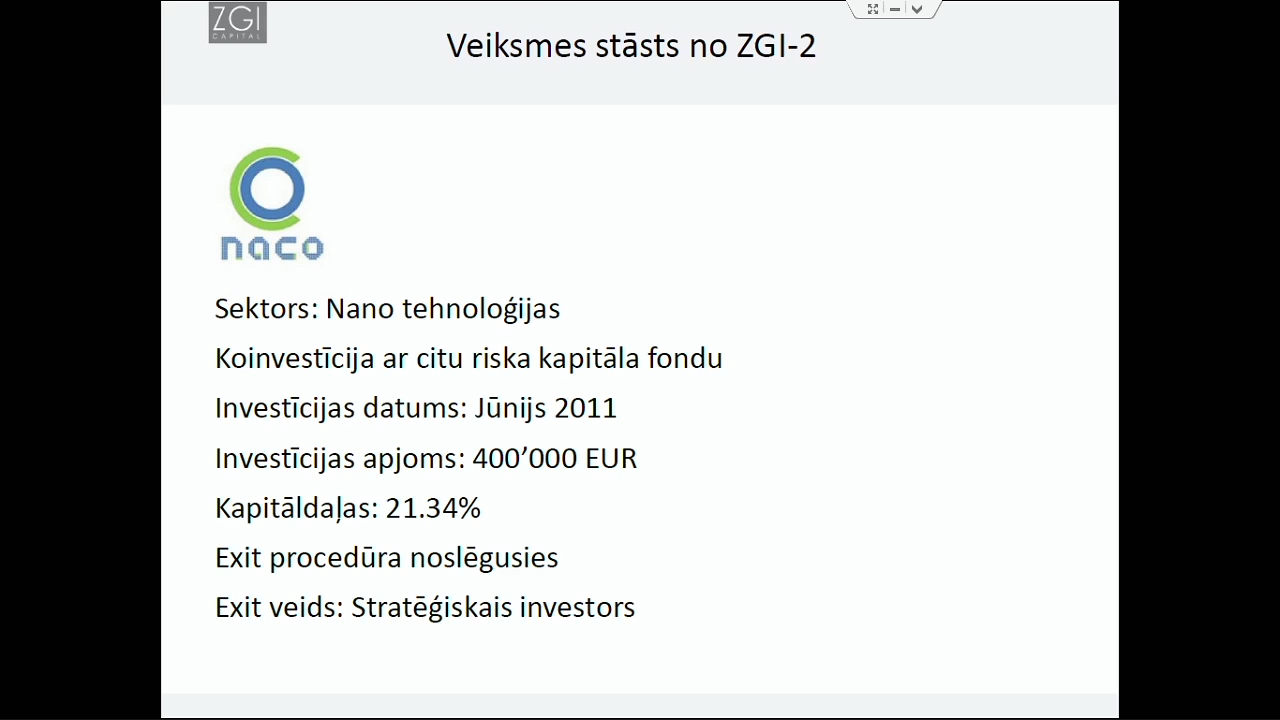 ZGI
CAPITAL
Veiksmes stāsts no ZGI-2
naco
Sektors: Nano tehnoloģijas
Koinvestīcija ar citu riska kapitāla fondu
Investīcijas datums: Jūnijs 2011
Investīcijas apjoms: 400’000 EUR
Kapitāldaļas: 21.34%
Exit procedūra noslēgusies
Exit veids: Stratēģiskais investors